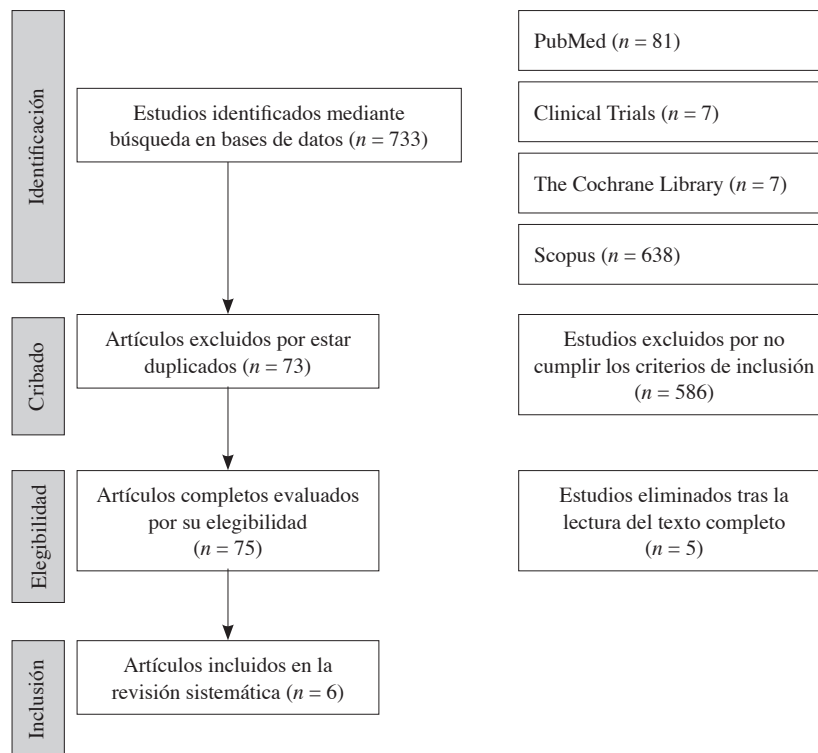 Identificación
Estudios identificados mediante
búsqueda en bases de datos (n = 733)
PubMed (n = 81)
Clinical Trials (n = 7)
The Cochrane Library (n = 7)
Scopus (n = 638)
Cribado
Artículos excluidos por estar
duplicados (n = 73)
Estudios excluidos por no
cumplir los criterios de inclusión
(n = 586)
Elegibilidad
Artículos completos evaluados
por su elegibilidad
(n = 75)
Estudios eliminados tras la
lectura del texto completo
(n = 5)
Inclusión
Artículos incluidos en la
revisión sistemática (n = 6)